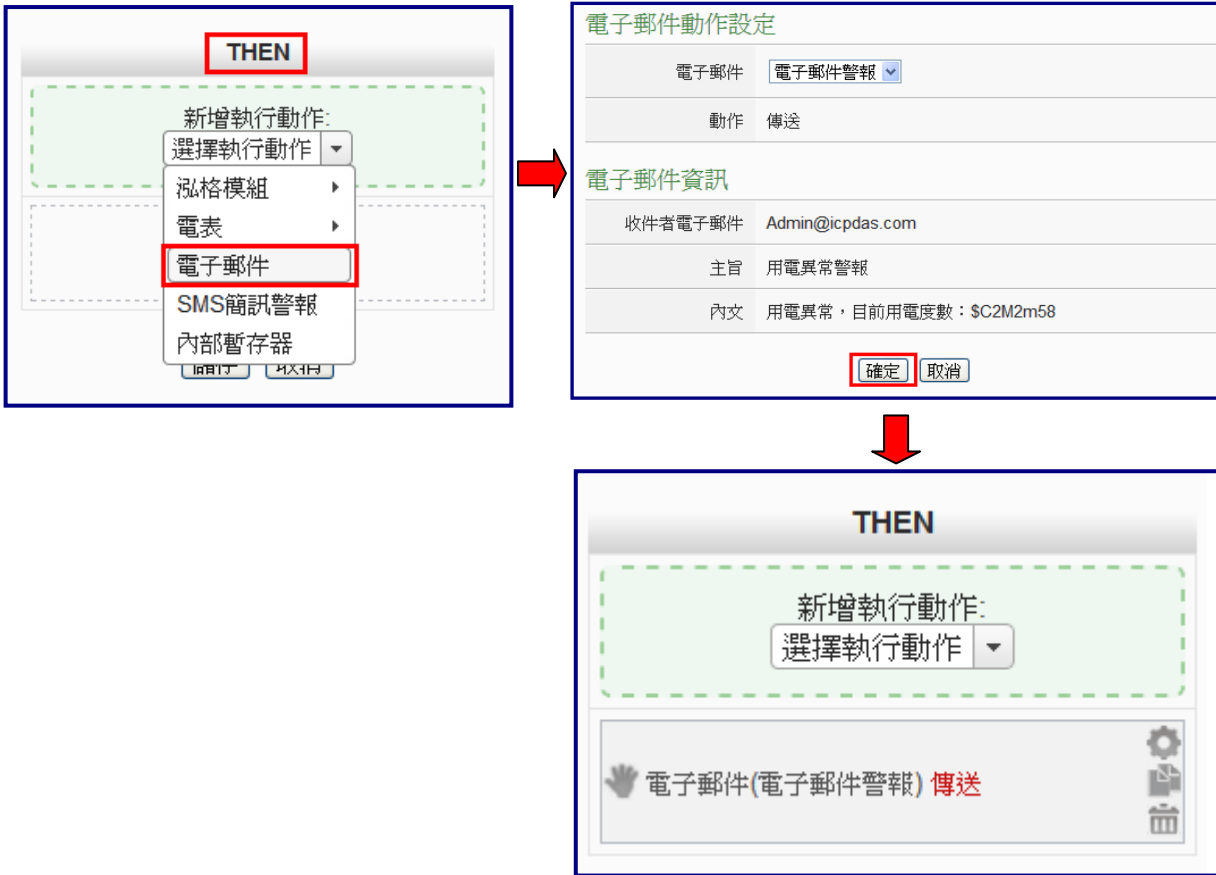 THEN
新增執行動作:
選擇執行動作
泓格模組
電表
電子郵件
SMS簡訊警報
內部暫存器
儲存 取消
電子郵件動作設定
電子郵件 電子郵件警報
動作 傳送
電子郵件資訊
收件者電子郵件 Admin@icpdas.com
主旨 用電異常警報
內文 用電異常，目前用電度數：$C2M2m58
確定 取消
THEN
新增執行動作:
選擇執行動作
電子郵件(電子郵件警報) 傳送